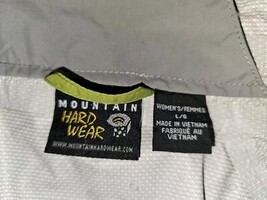 MOUNTAIN
HARD
WEAR
WWW.MOUNTAINHARDWEAR.COM
WOMEN'S/FEMMES
L/G
MADE IN VIETNAM
FABRIQUÉ AU
VIETNAM